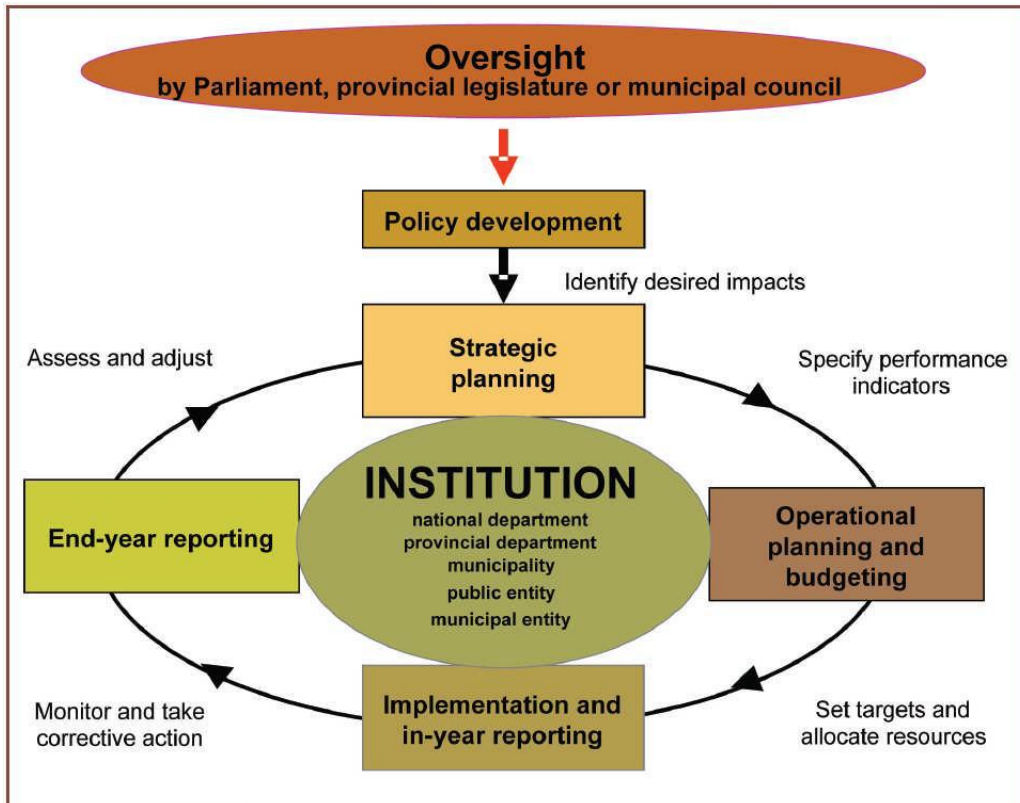 Oversight
by Parliament, provincial legislature or municipal council
Policy development
Identify desired impacts
Strategic
planning
Assess and adjust
Specify performance
indicators
INSTITUTION
national department
provincial department
municipality
public entity
municipal entity
End-year reporting
Operational
planning and
budgeting
Implementation and
in-year reporting
Monitor and take
corrective action
Set targets and
allocate resources